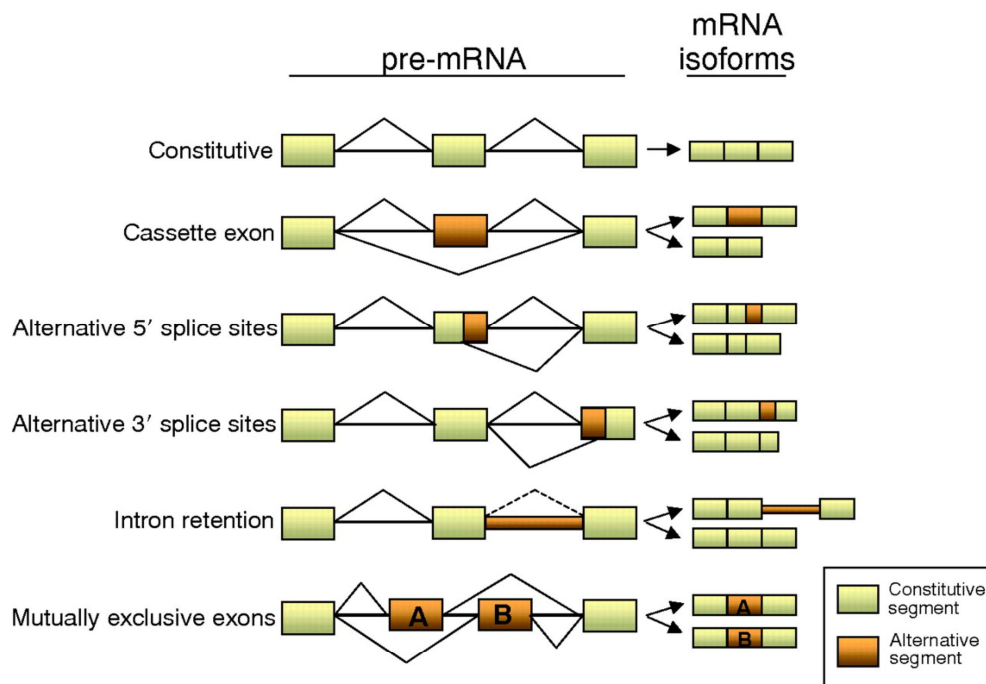 pre-mRNA
mRNA
isoforms
Constitutive
Cassette exon
Alternative 5′ splice sites
Alternative 3′ splice sites
Intron retention
Mutually exclusive exons
A
B
A
B
Constitutive
segment
Alternative
segment